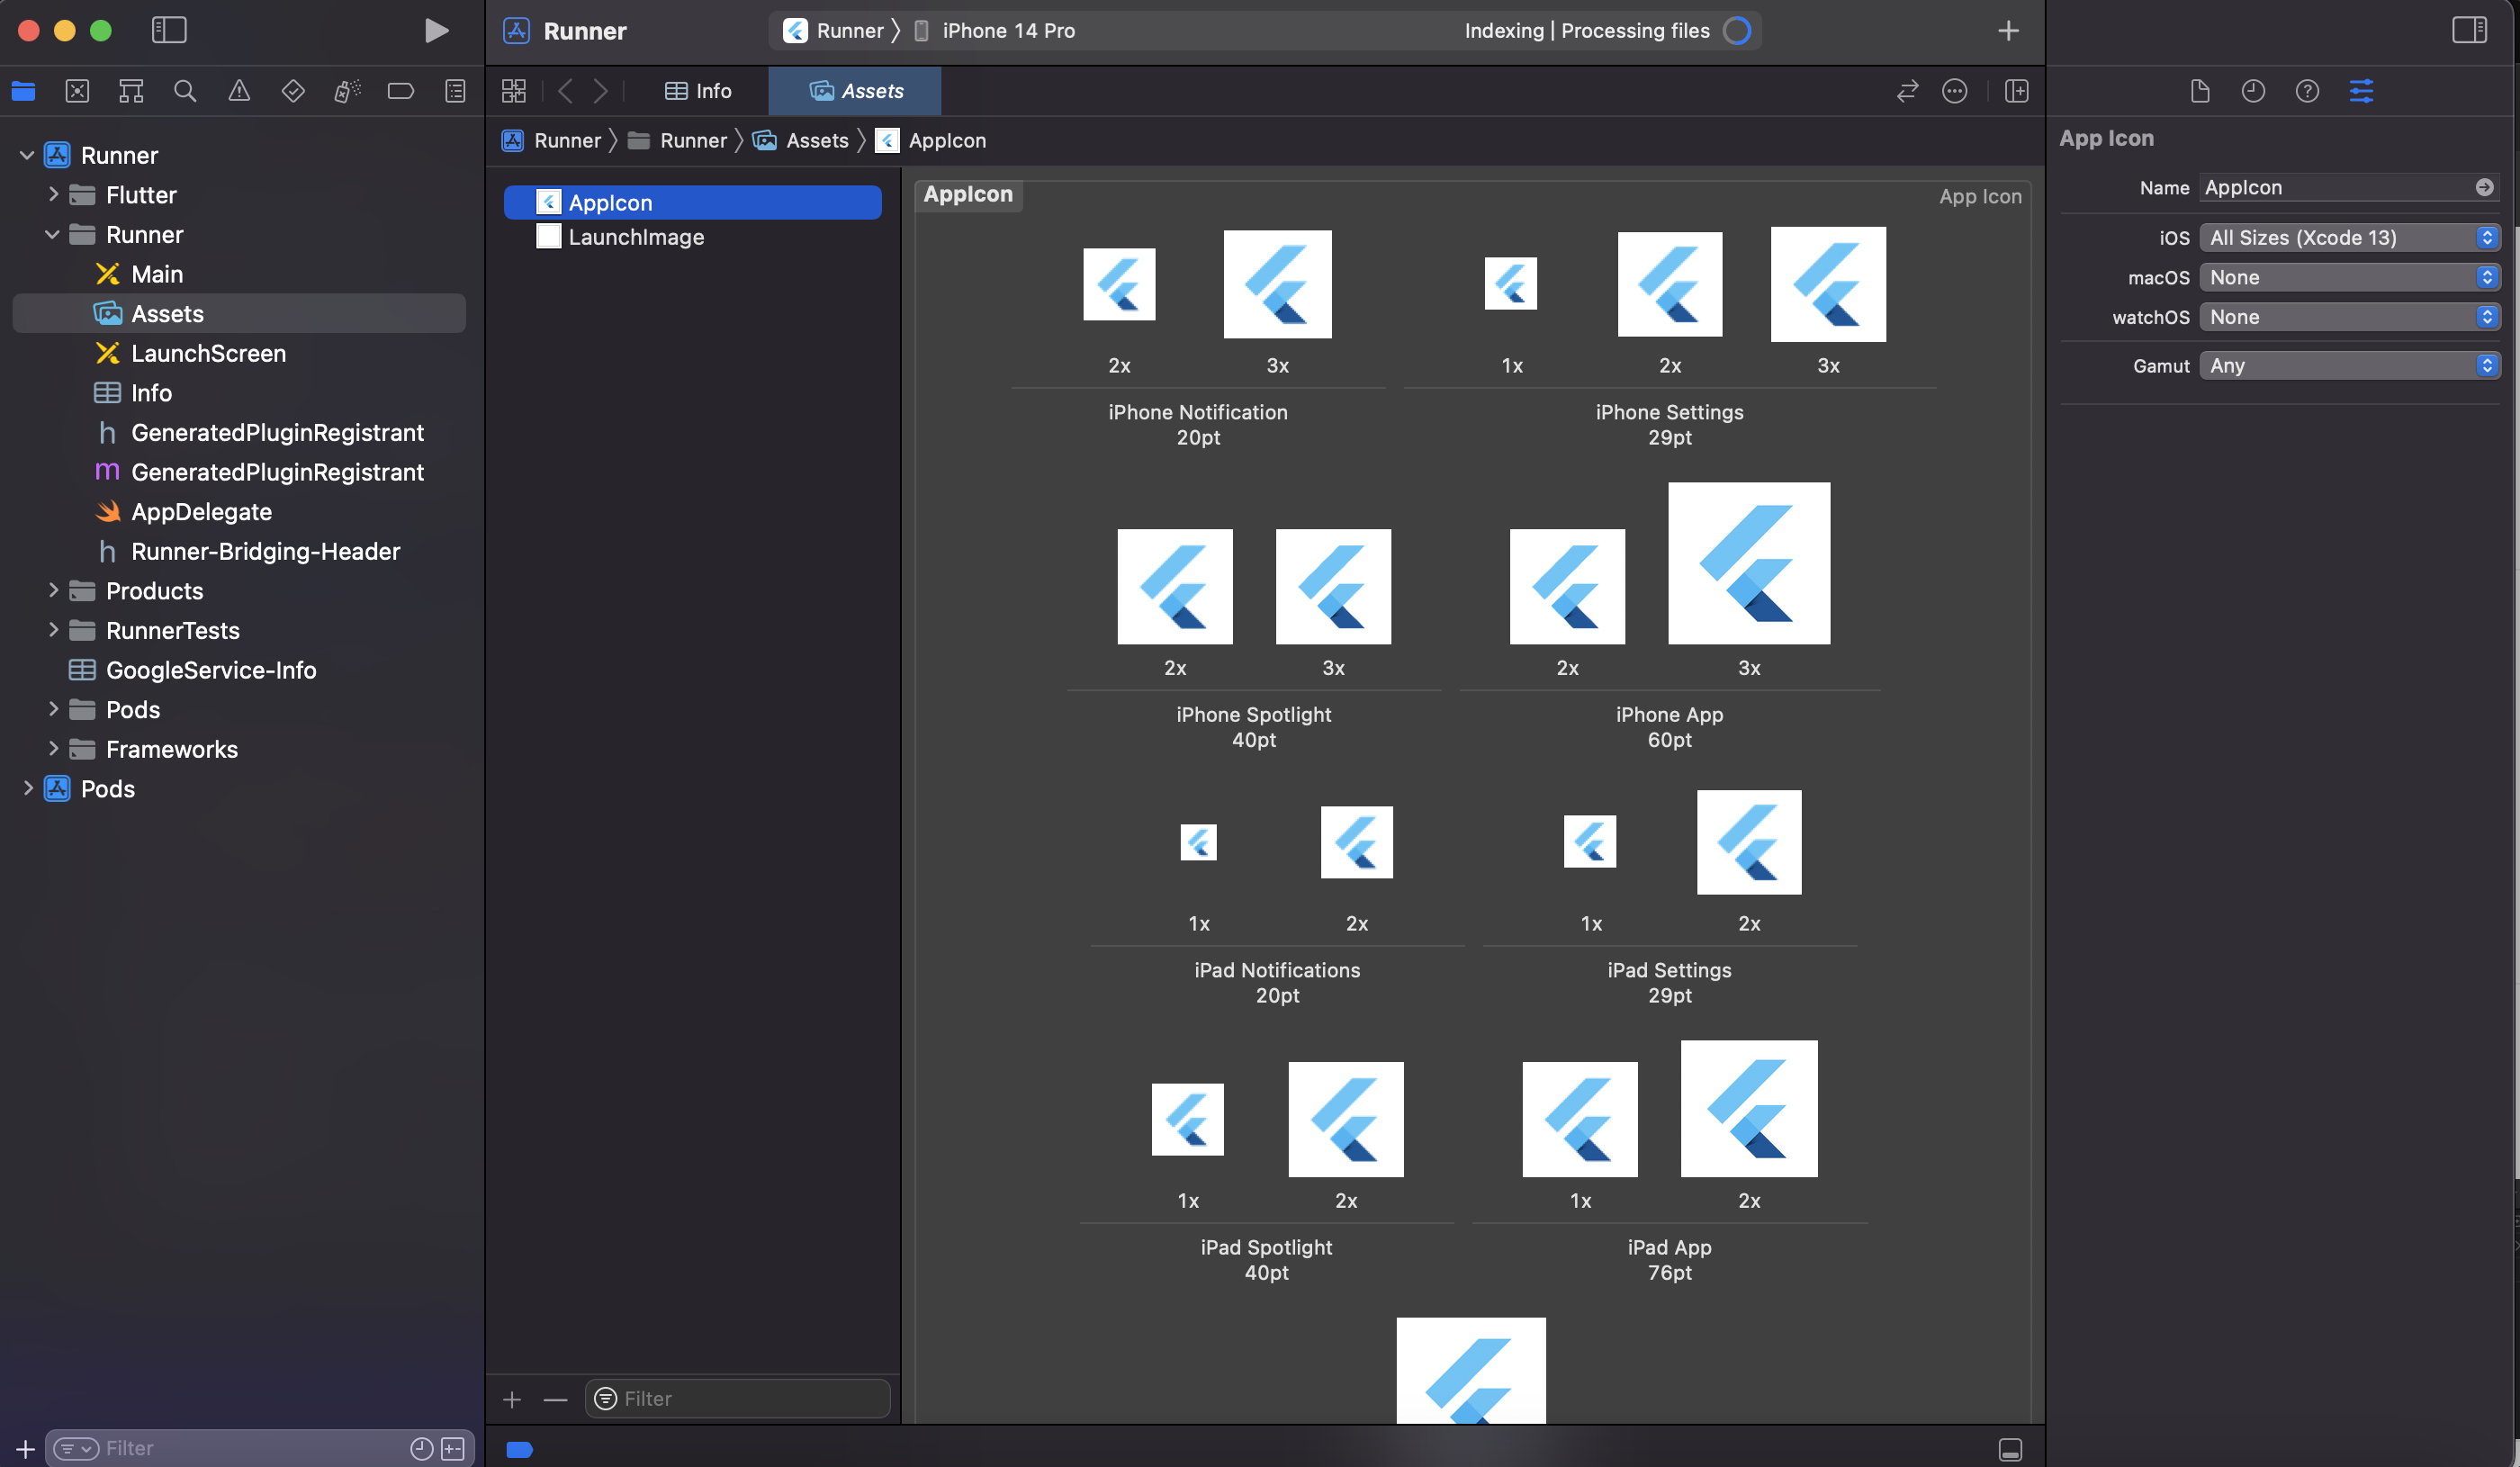 Runner
Runner
iPhone 14 Pro
Indexing | Processing files
Info
Assets
Runner
Runner
Assets
AppIcon
Runner
Flutter
Runner
Main
Assets
LaunchScreen
Info
h GeneratedPluginRegistrant
m GeneratedPluginRegistrant
AppDelegate
h Runner-Bridging-Header
Products
RunnerTests
GoogleService-Info
Pods
Frameworks
Pods
Filter
AppIcon
LaunchImage
Filter
AppIcon
App Icon
2x 3x
iPhone Notification
20pt
1x 2x 3x
iPhone Settings
29pt
2x 3x
iPhone Spotlight
40pt
2x 3x
iPhone App
60pt
1x 2x
iPad Notifications
20pt
1x 2x
iPad Settings
29pt
1x 2x
iPad Spotlight
40pt
1x 2x
iPad App
76pt
App Icon
Name AppIcon
iOS All Sizes (Xcode 13)
macOS None
watchOS None
Gamut Any